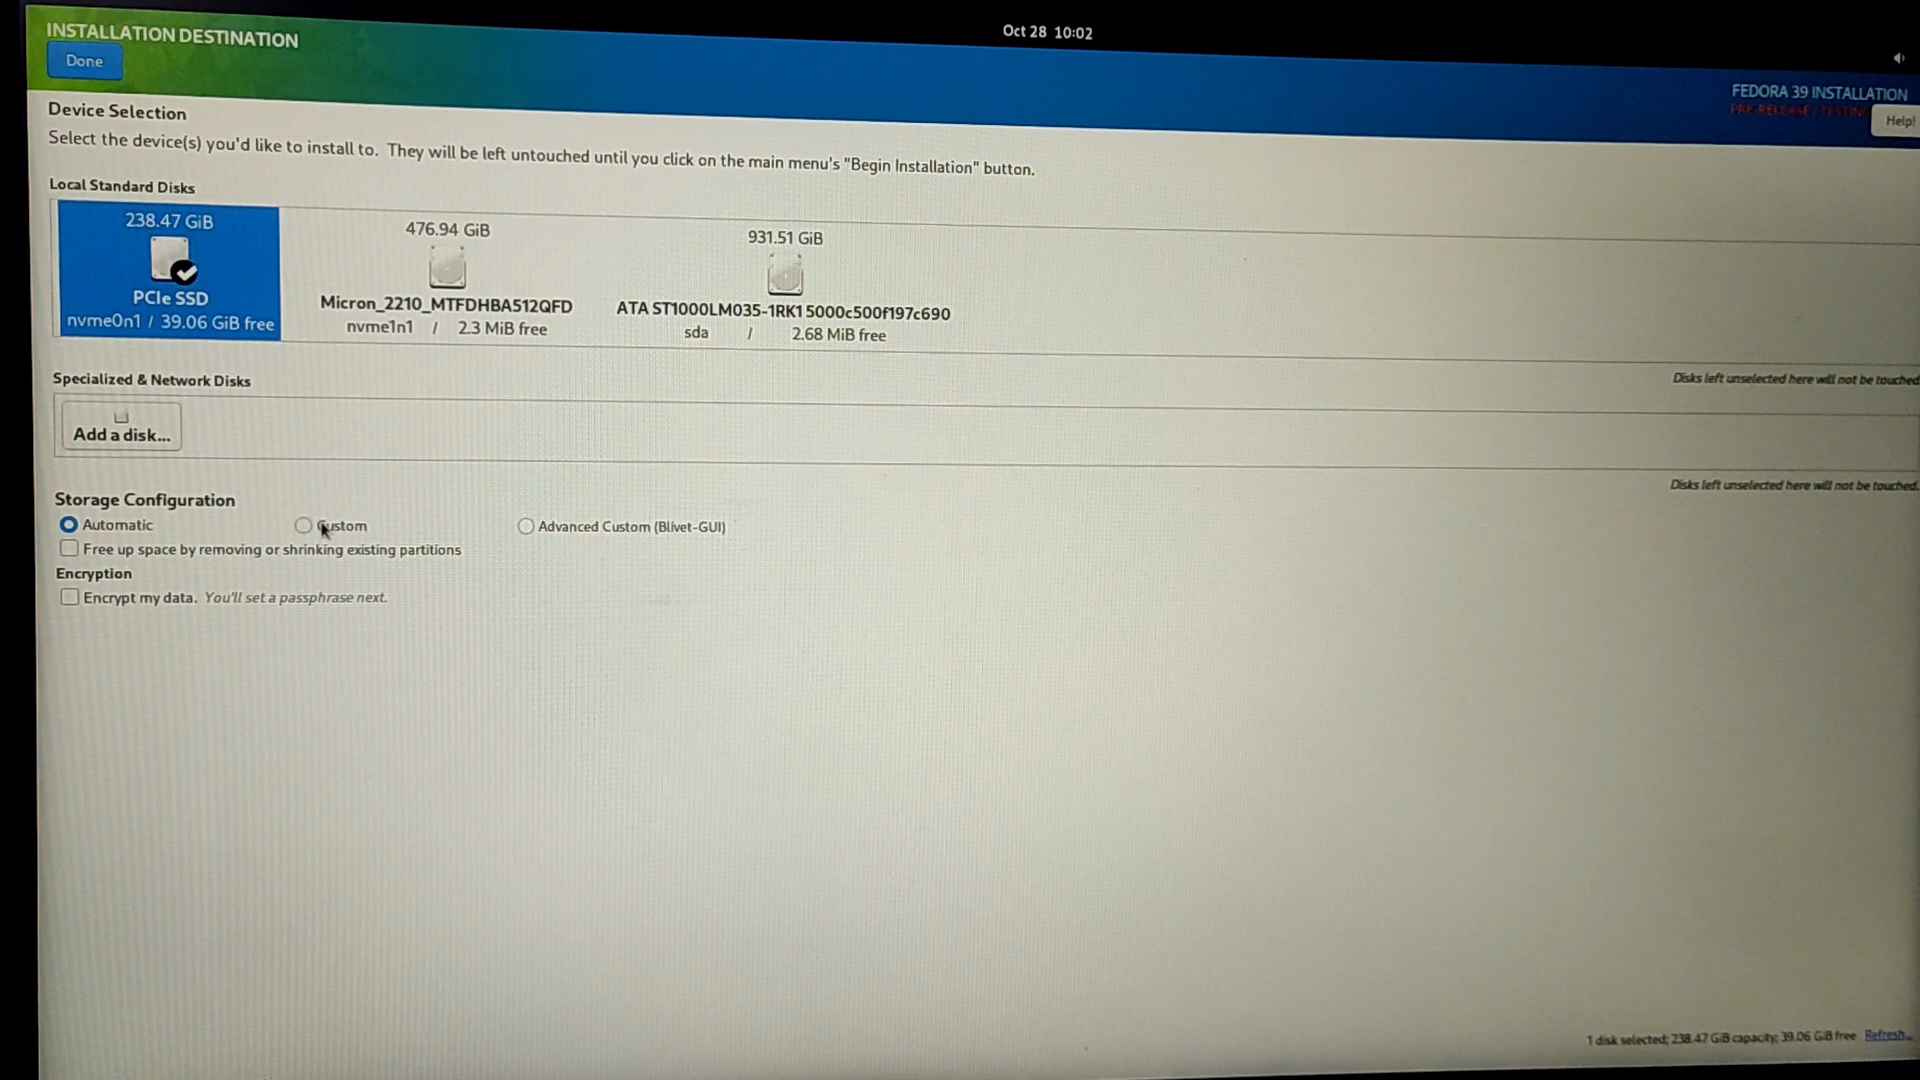 INSTALLATION DESTINATION
Oct 28 10:02
Done
FEDORA 39 INSTALLATION
PRE-RELEASE / TESTING
Help!
Device Selection
Select the device(s) you'd like to install to. They will be left untouched until you click on the main menu's "Begin Installation" button.
Local Standard Disks
238.47 GiB
PCIe SSD
nvme0n1 / 39.06 GiB free
476.94 GiB
Micron_2210_MTFDHBA512QFD
nvme1n1 / 2.3 MiB free
931.51 GiB
ATA ST1000LM035-1RK1 5000c500f197c690
sda / 2.68 MiB free
Disks left unselected here will not be touched
Specialized & Network Disks
Add a disk...
Disks left unselected here will not be touched.
Storage Configuration
Automatic
Custom
Advanced Custom (Blivet-GUI)
Free up space by removing or shrinking existing partitions
Encryption
Encrypt my data. You'll set a passphrase next.
1 disk selected; 238.47 GiB capacity; 39.06 GiB free Refresh...